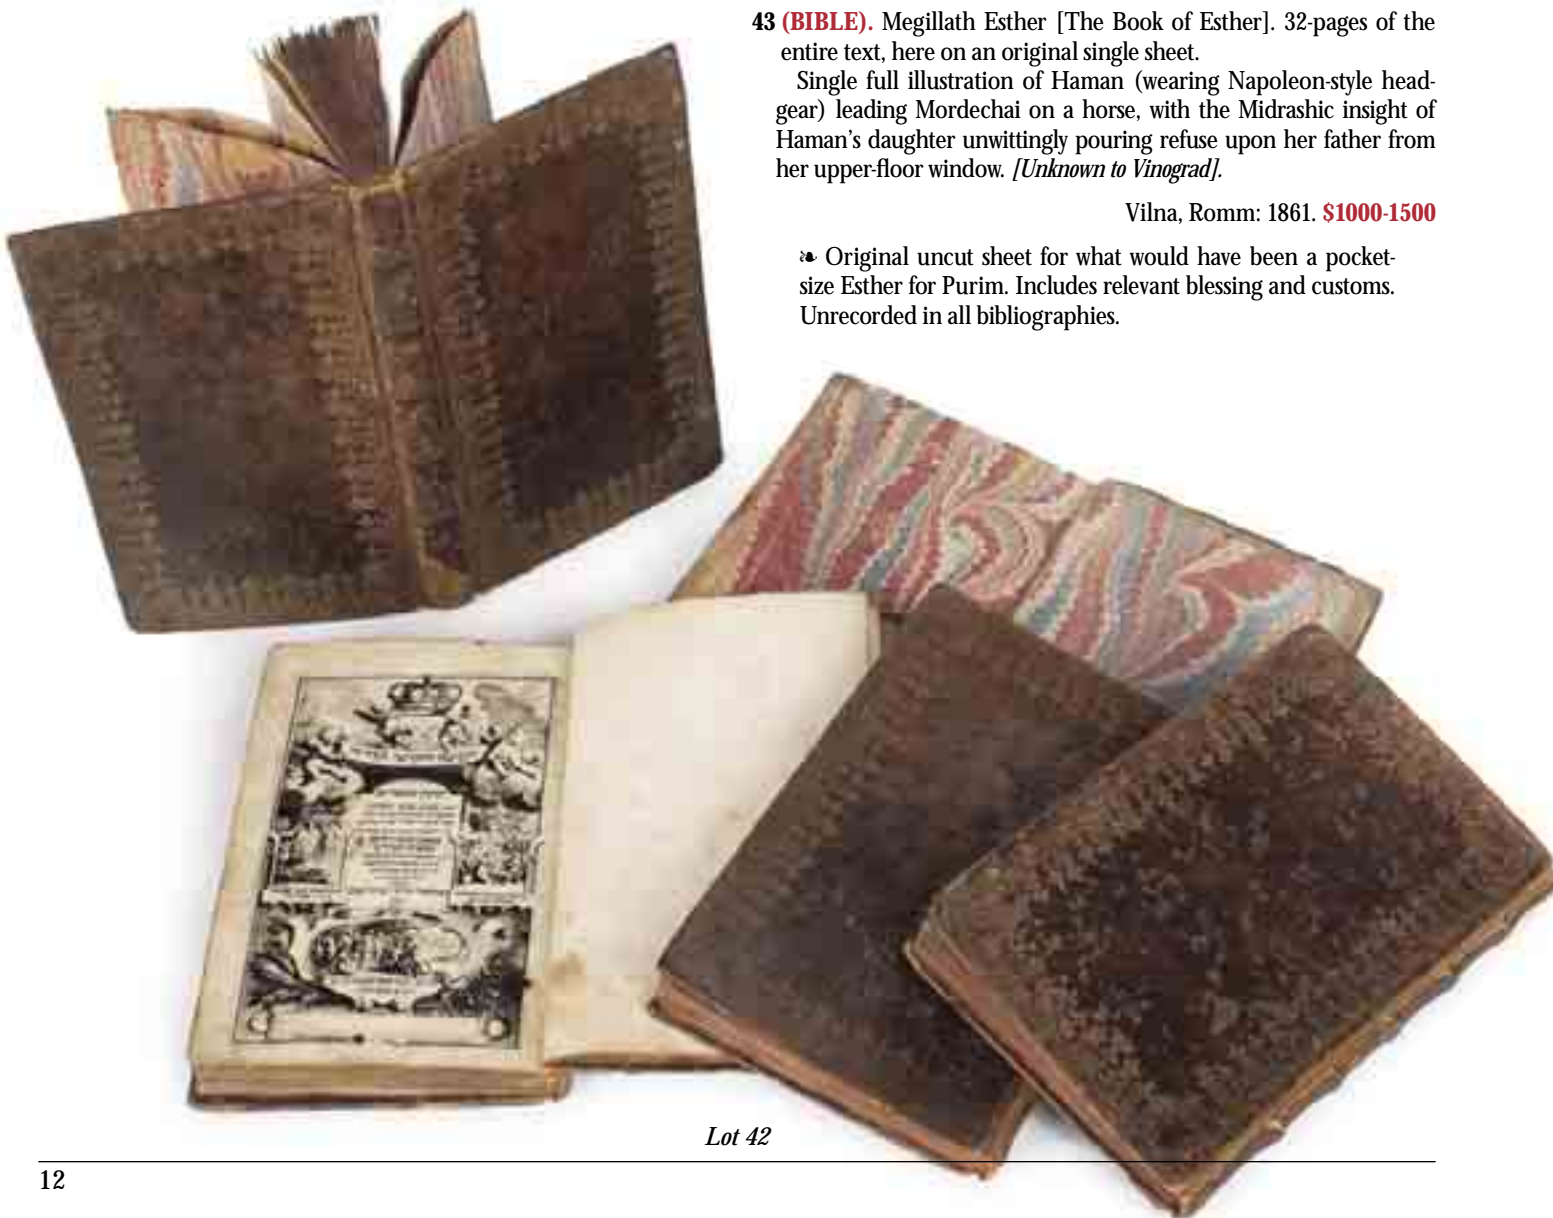 43 (BIBLE). Megillath Esther [The Book of Esther]. 32-pages of the
entire text, here on an original single sheet.
Single full illustration of Haman (wearing Napoleon-style head-
gear) leading Mordechai on a horse, with the Midrashic insight of
Haman’s daughter unwittingly pouring refuse upon her father from
her upper-floor window. [Unknown to Vinograd].
Vilna, Romm: 1861. $1000-1500
❧ Original uncut sheet for what would have been a pocket-
size Esther for Purim. Includes relevant blessing and customs.
Unrecorded in all bibliographies.
Lot 42
12